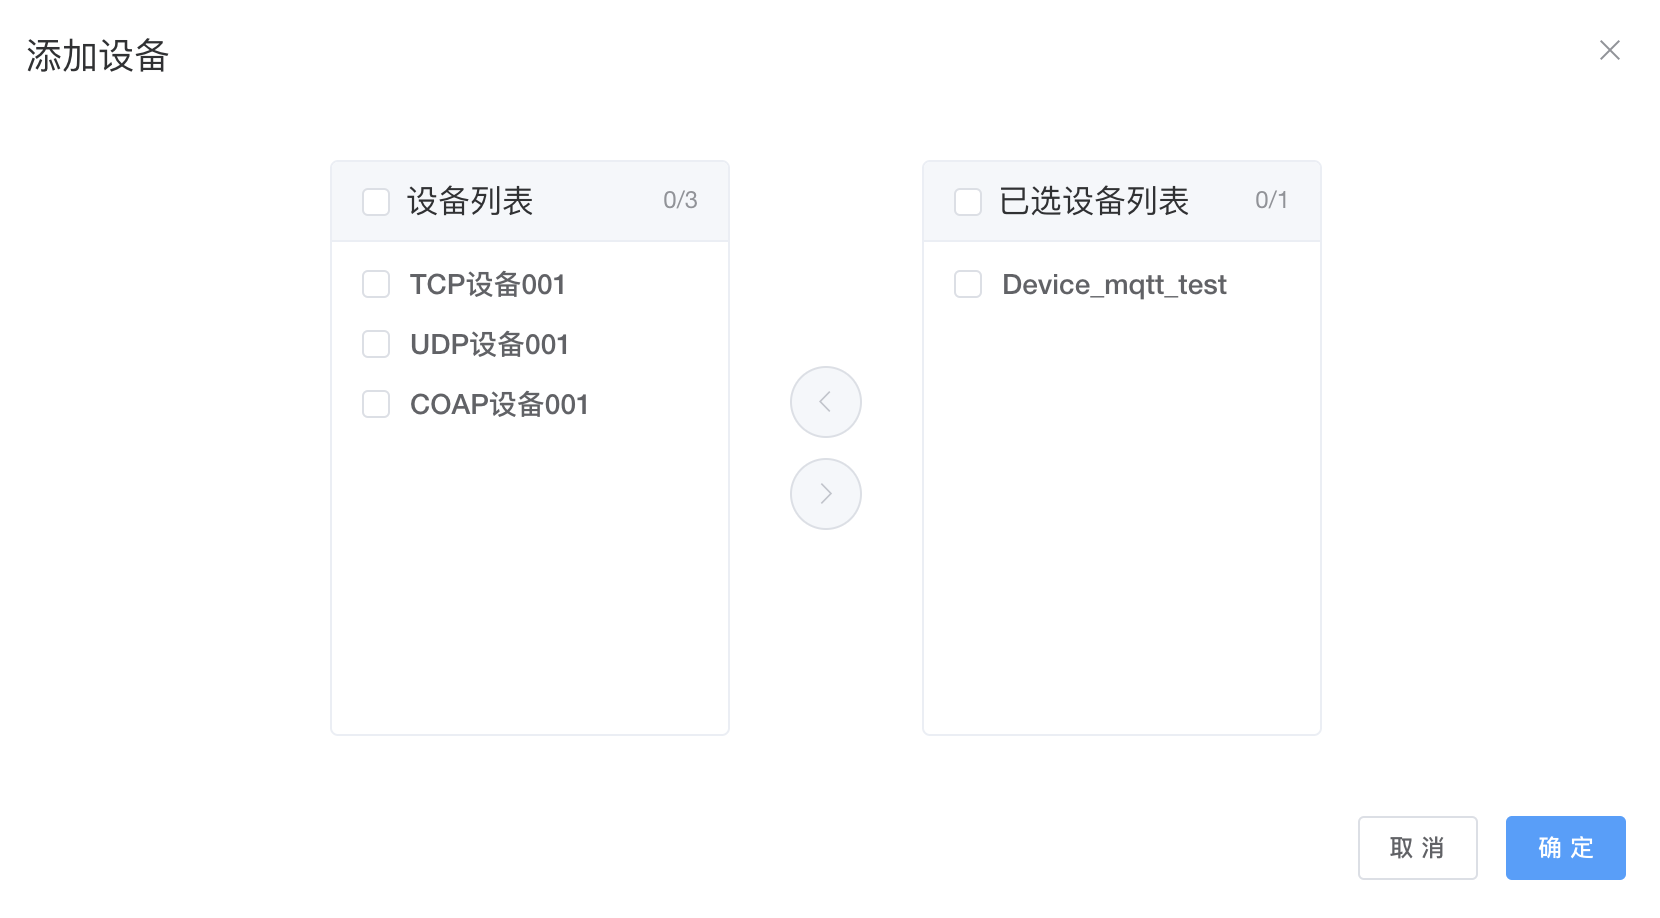 添加设备
设备列表 0/3
TCP设备001
UDP设备001
COAP设备001
已选设备列表 0/1
Device_mqtt_test
取 消
确 定